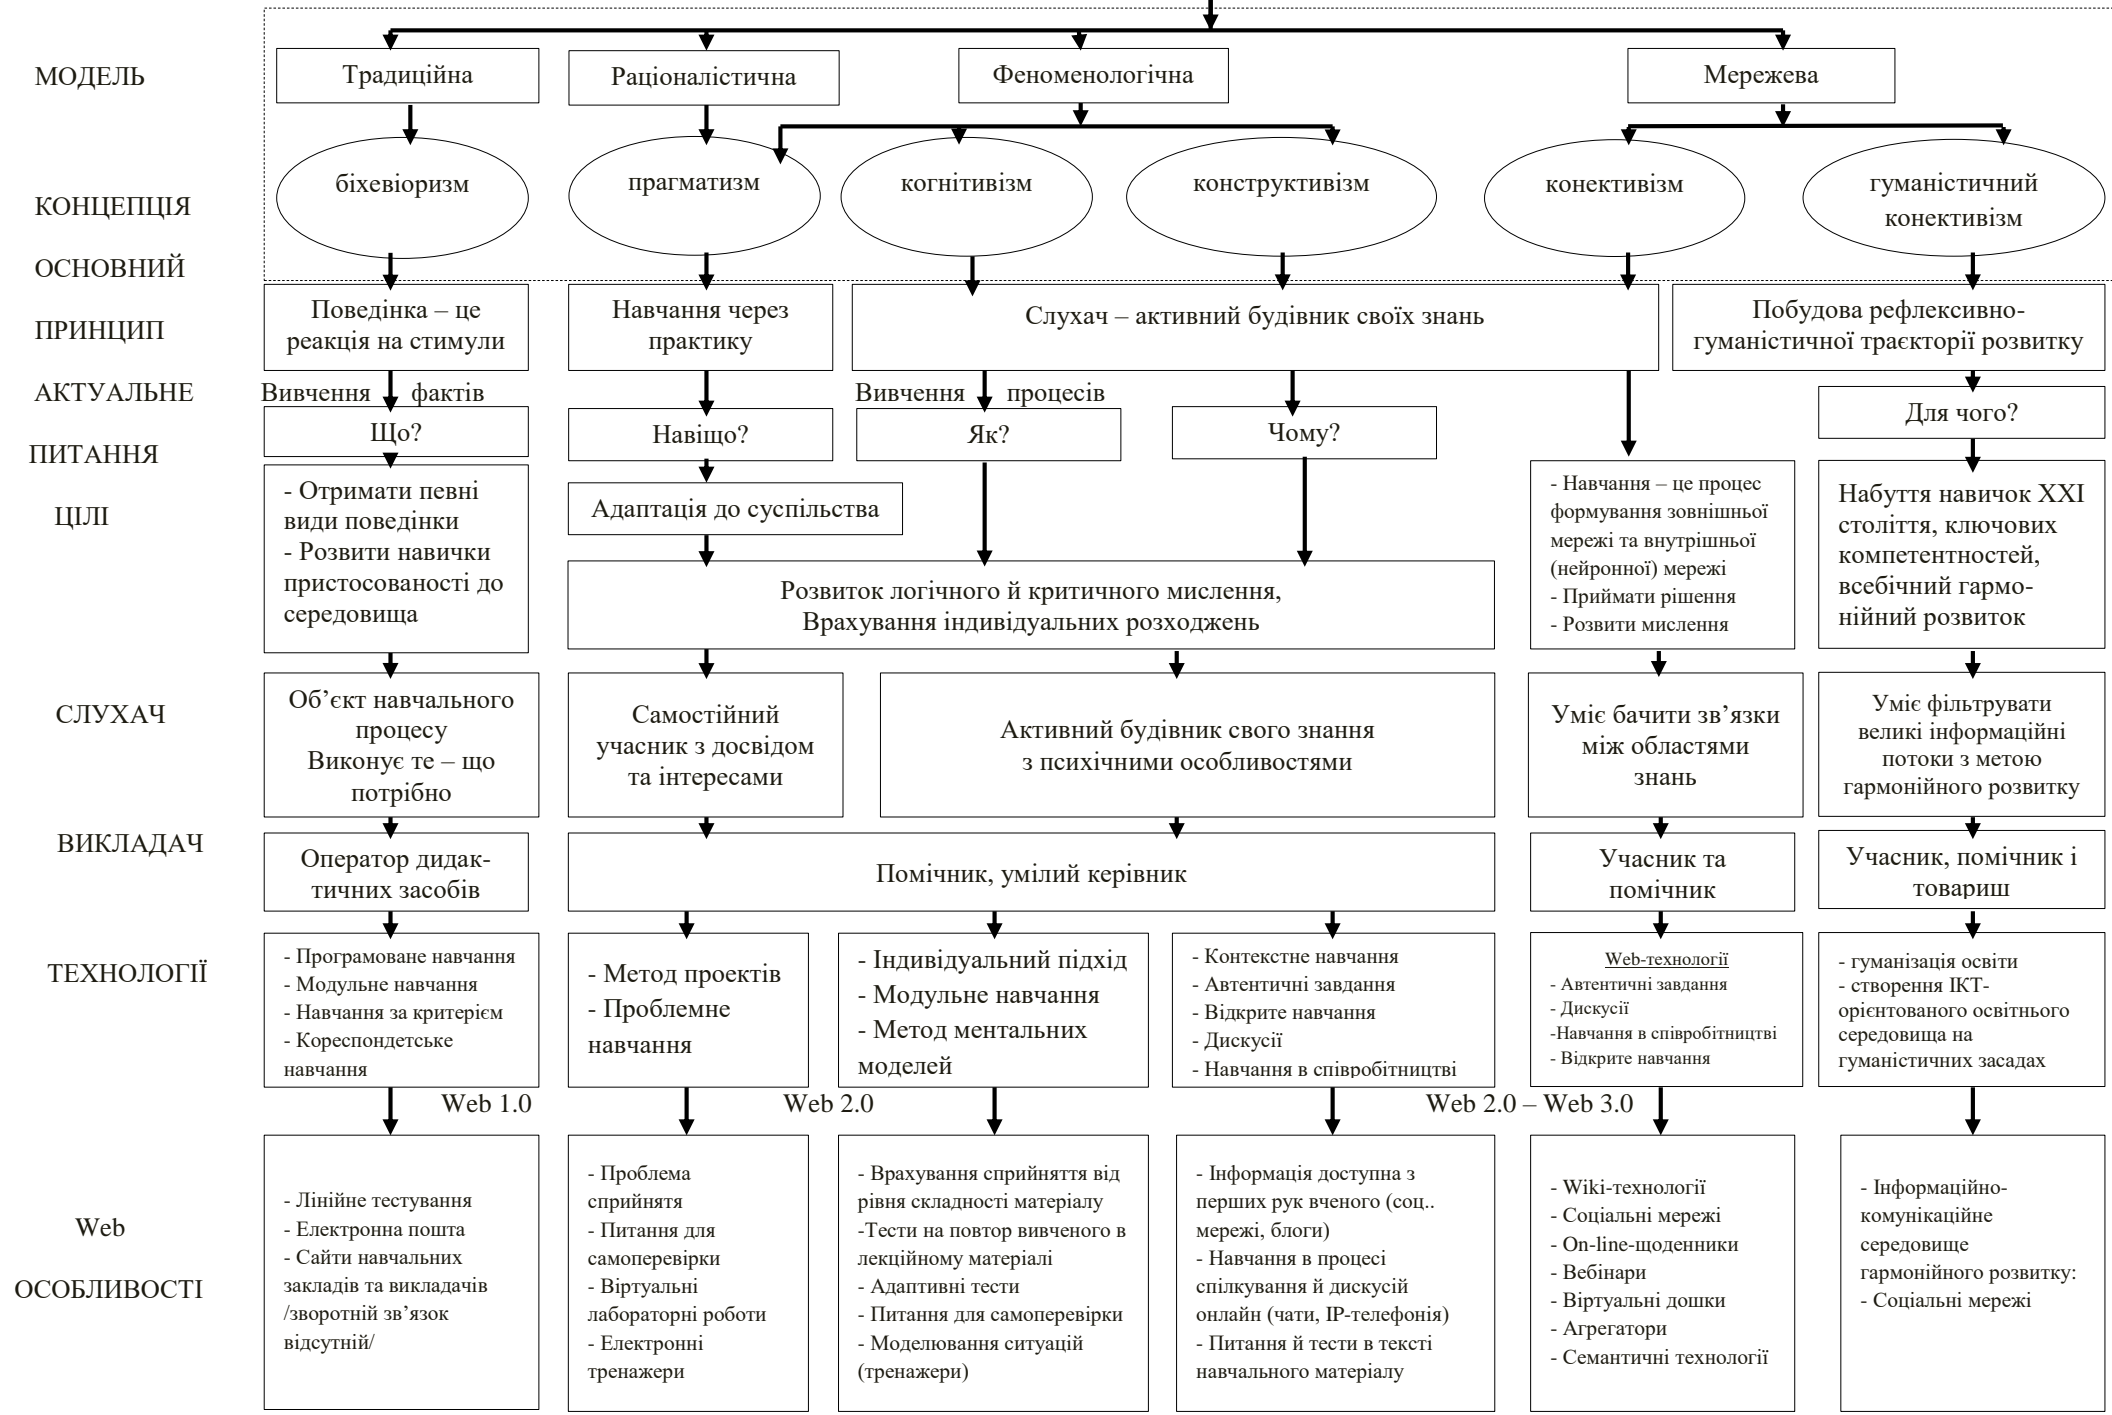 МОДЕЛЬ
Традиційна
Раціоналістична
Феноменологічна
Мережева
КОНЦЕПЦІЯ
біхевіоризм
прагматизм
когнітивізм
конструктивізм
конективізм
гуманістичний
конективізм
ОСНОВНИЙ
ПРИНЦИП
Поведінка – це
реакція на стимули
Навчання через
практику
Слухач – активний будівник своїх знань
Побудова рефлексивно-
гуманістичної траєкторії розвитку
АКТУАЛЬНЕ
ПИТАННЯ
Вивчення фактів
Що?
Навіщо?
Вивчення процесів
Як?
Чому?
Для чого?
ЦІЛІ
- Отримати певні
види поведінки
- Розвити навички
пристосованості до
середовища
Адаптація до суспільства
Розвиток логічного й критичного мислення,
Врахування індивідуальних розходжень
- Навчання – це процес
формування зовнішньої
мережі та внутрішньої
(нейронної) мережі
- Приймати рішення
- Розвити мислення
Набуття навичок ХХІ
століття, ключових
компетентностей,
всебічний гармо-
нійний розвиток
СЛУХАЧ
Об’єкт навчального
процесу
Виконує те – що
потрібно
Самостійний
учасник з досвідом
та інтересами
Активний будівник свого знання
з психічними особливостями
Уміє бачити зв’язки
між областями
знань
Уміє фільтрувати
великі інформаційні
потоки з метою
гармонійного розвитку
ВИКЛАДАЧ
Оператор дидак-
тичних засобів
Помічник, умілий керівник
Учасник та
помічник
Учасник, помічник і
товариш
ТЕХНОЛОГІЇ
- Програмоване навчання
- Модульне навчання
- Навчання за критерієм
- Кореспондетське
навчання
- Метод проектів
- Проблемне
навчання
- Індивідуальний підхід
- Модульне навчання
- Метод ментальних
моделей
- Контекстне навчання
- Автентичні завдання
- Відкрите навчання
- Дискусії
- Навчання в співробітництві
Web-технології
- Автентичні завдання
- Дискусії
-Навчання в співробітництві
- Відкрите навчання
- гуманізація освіти
- створення ІКТ-
орієнтованого освітнього
середовища на
гуманістичних засадах
Web 1.0
Web 2.0
Web 2.0 – Web 3.0
Web
ОСОБЛИВОСТІ
- Лінійне тестування
- Електронна пошта
- Сайти навчальних
закладів та викладачів
/зворотній зв’язок
відсутній/
- Проблема
сприйнятя
- Питання для
самоперевірки
- Віртуальні
лабораторні роботи
- Електронні
тренажери
- Врахування сприйняття від
рівня складності матеріалу
-Тести на повтор вивченого в
лекційному матеріалі
- Адаптивні тести
- Питання для самоперевірки
- Моделювання ситуацій
(тренажери)
- Інформація доступна з
перших рук вченого (соц..
мережі, блоги)
- Навчання в процесі
спілкування й дискусій
онлайн (чати, IP-телефонія)
- Питання й тести в тексті
навчального матеріалу
- Wiki-технології
- Соціальні мережі
- On-line-щоденники
- Вебінари
- Віртуальні дошки
- Агрегатори
- Семантичні технології
- Інформаційно-
комунікаційне
середовище
гармонійного розвитку:
- Соціальні мережі